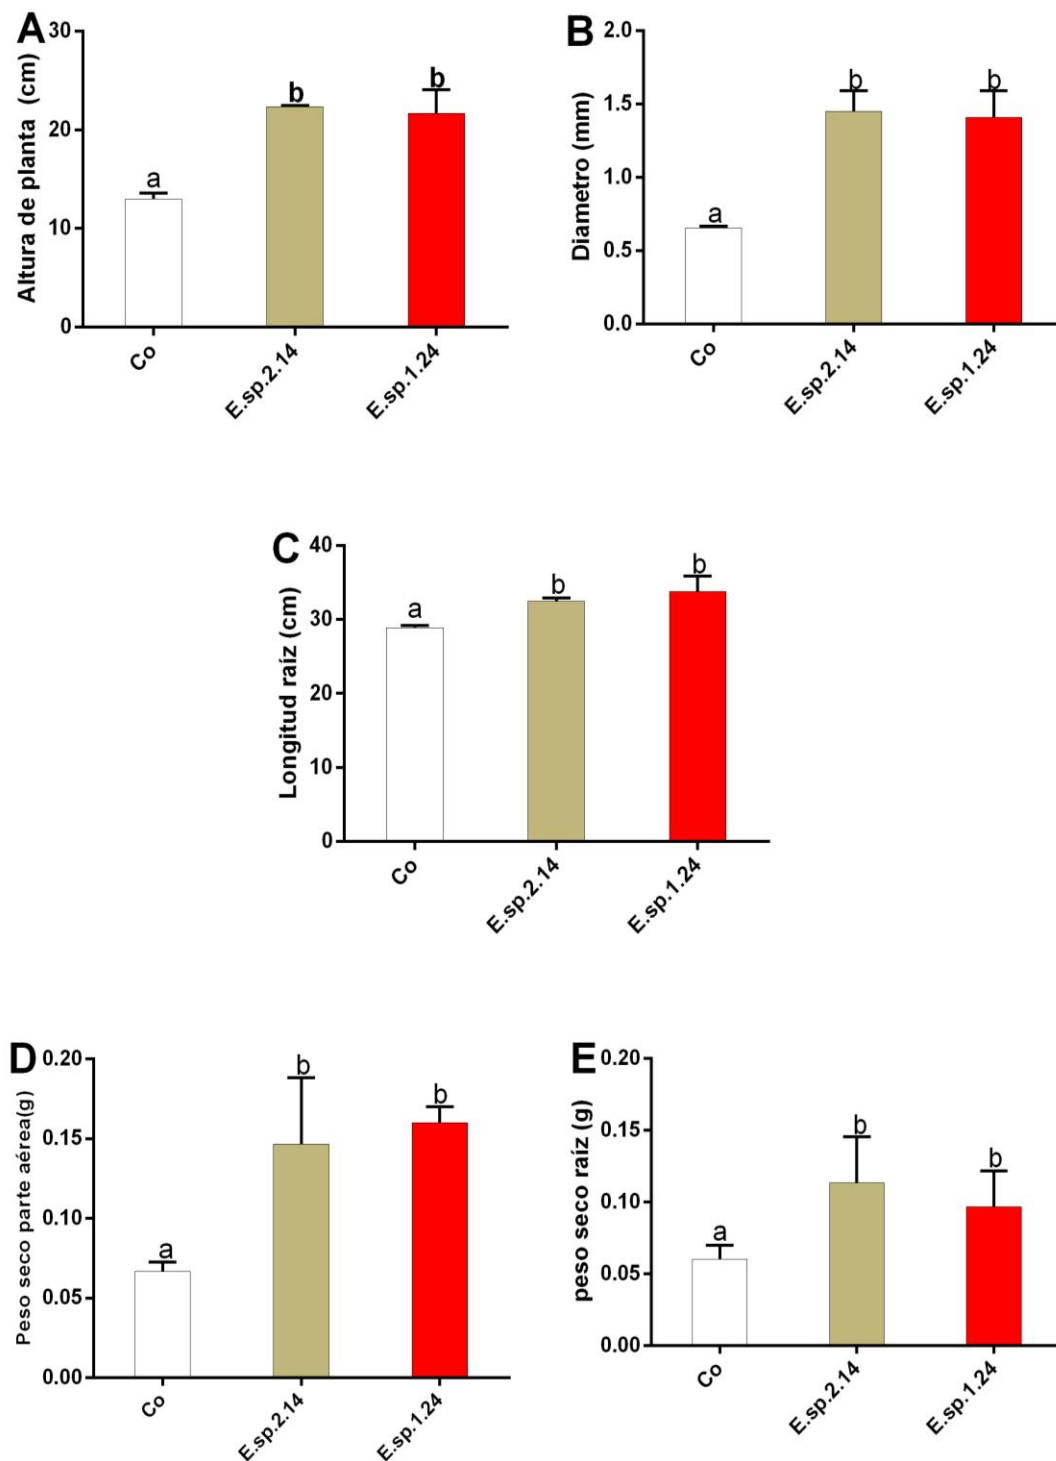 A
Altura de planta (cm)
30
20
10
0
a
b
b
Co
E.sp.2.14
E.sp.1.24
B
Diametro (mm)
2.0
1.5
1.0
0.5
0.0
a
b
b
Co
E.sp.2.14
E.sp.1.24
C
Longitud raíz (cm)
40
30
20
10
0
a
b
b
Co
E.sp.2.14
E.sp.1.24
D
Peso seco parte aérea(g)
0.20
0.15
0.10
0.05
0.00
a
b
b
Co
E.sp.2.14
E.sp.1.24
E
peso seco raíz (g)
0.20
0.15
0.10
0.05
0.00
a
b
b
Co
E.sp.2.14
E.sp.1.24